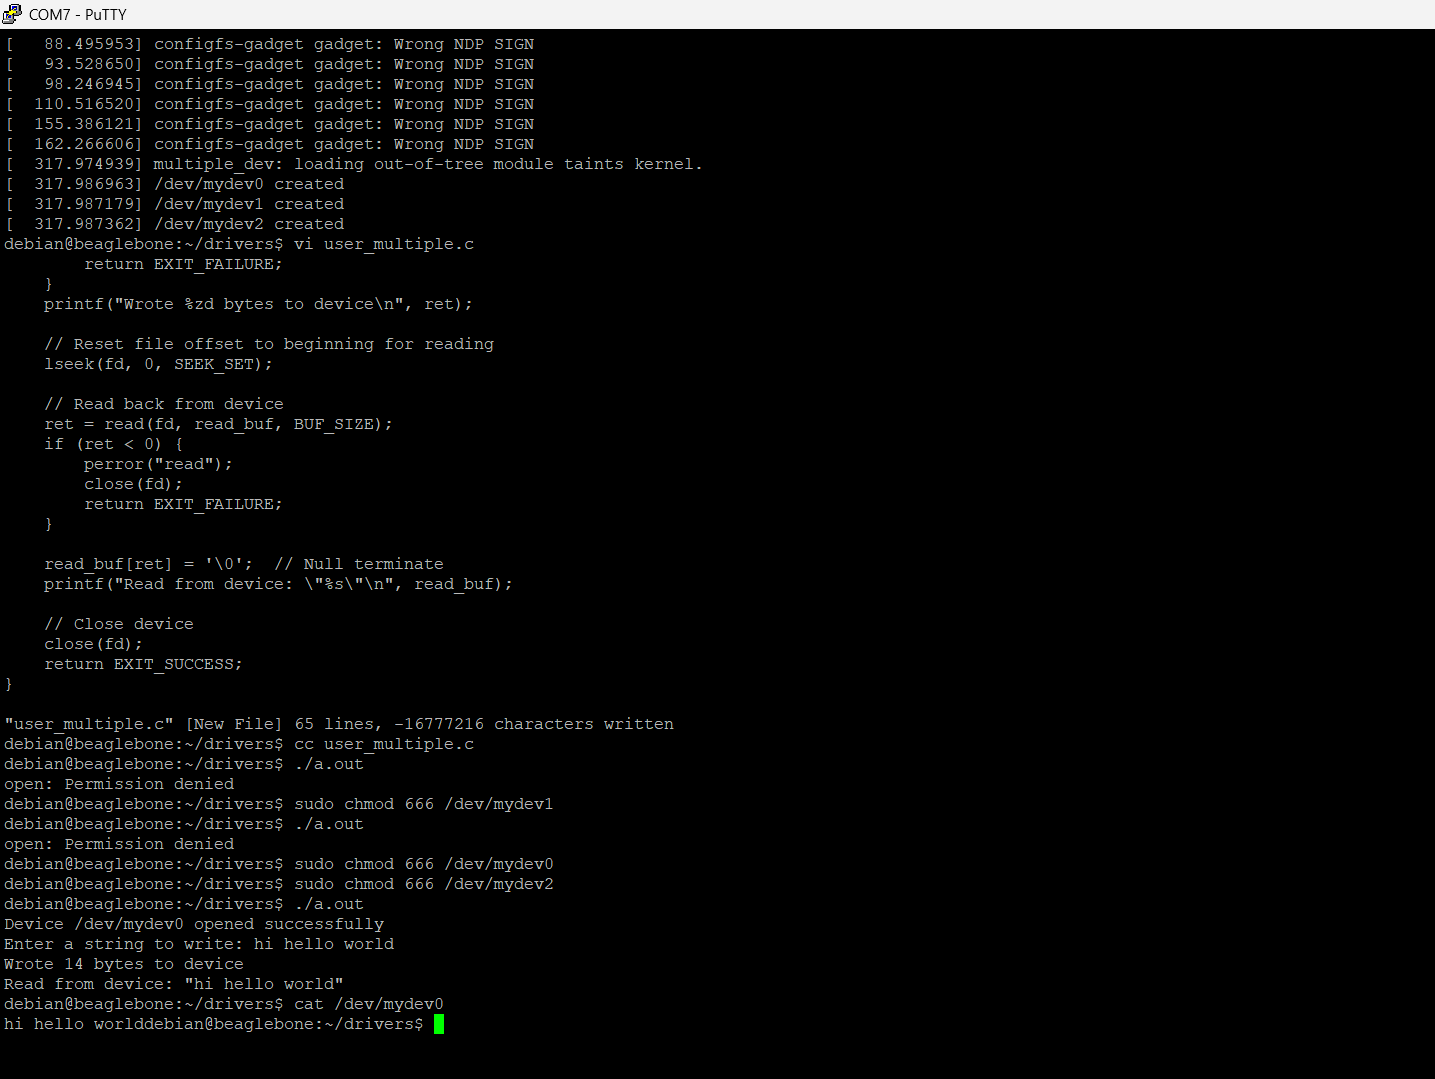 COM7 - PuTTY
[   88.495953] configfs-gadget gadget: Wrong NDP SIGN
[   93.528650] configfs-gadget gadget: Wrong NDP SIGN
[   98.246945] configfs-gadget gadget: Wrong NDP SIGN
[  110.516520] configfs-gadget gadget: Wrong NDP SIGN
[  155.386121] configfs-gadget gadget: Wrong NDP SIGN
[  162.266606] configfs-gadget gadget: Wrong NDP SIGN
[  317.974939] multiple_dev: loading out-of-tree module taints kernel.
[  317.986963] /dev/mydev0 created
[  317.987179] /dev/mydev1 created
[  317.987362] /dev/mydev2 created
debian@beaglebone:~/drivers$ vi user_multiple.c
        return EXIT_FAILURE;
    }
    printf("Wrote %zd bytes to device\n", ret);

    // Reset file offset to beginning for reading
    lseek(fd, 0, SEEK_SET);

    // Read back from device
    ret = read(fd, read_buf, BUF_SIZE);
    if (ret < 0) {
        perror("read");
        close(fd);
        return EXIT_FAILURE;
    }

    read_buf[ret] = '\0';  // Null terminate
    printf("Read from device: \"%s\"\n", read_buf);

    // Close device
    close(fd);
    return EXIT_SUCCESS;
}

"user_multiple.c" [New File] 65 lines, -16777216 characters written
debian@beaglebone:~/drivers$ cc user_multiple.c
debian@beaglebone:~/drivers$ ./a.out
open: Permission denied
debian@beaglebone:~/drivers$ sudo chmod 666 /dev/mydev1
debian@beaglebone:~/drivers$ ./a.out
open: Permission denied
debian@beaglebone:~/drivers$ sudo chmod 666 /dev/mydev0
debian@beaglebone:~/drivers$ sudo chmod 666 /dev/mydev2
debian@beaglebone:~/drivers$ ./a.out
Device /dev/mydev0 opened successfully
Enter a string to write: hi hello world
Wrote 14 bytes to device
Read from device: "hi hello world"
debian@beaglebone:~/drivers$ cat /dev/mydev0
hi hello worlddebian@beaglebone:~/drivers$